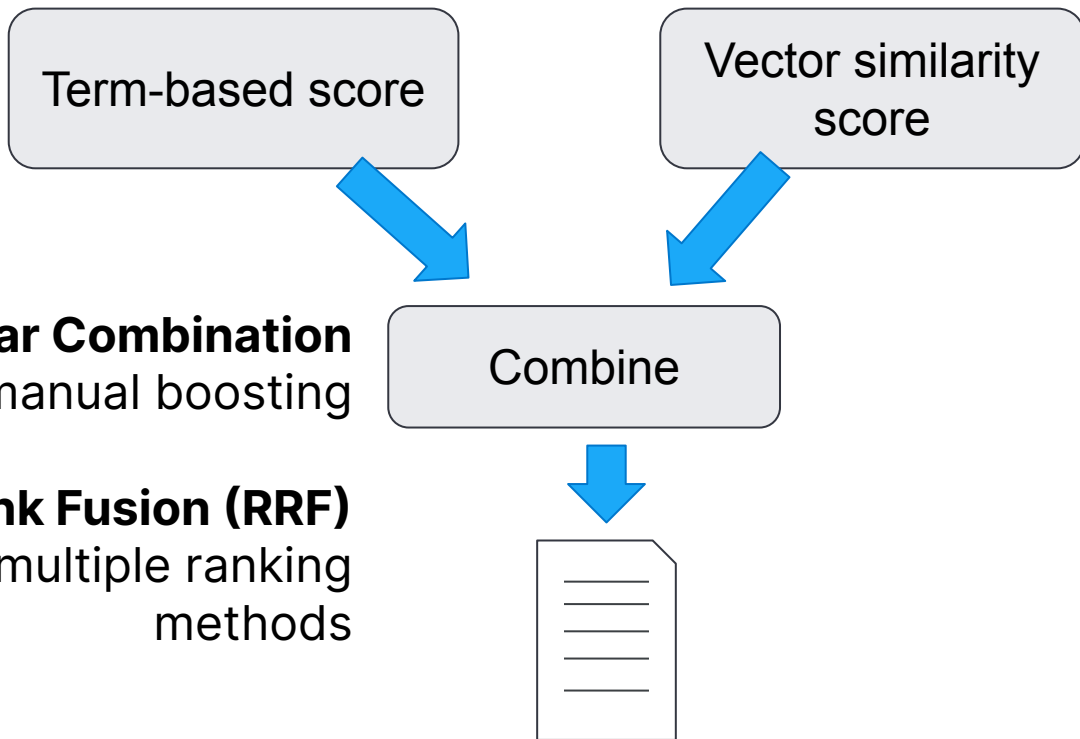 Term-based score
Vector similarity
score
ar Combination
manual boosting
Combine
nk Fusion (RRF)
multiple ranking
methods